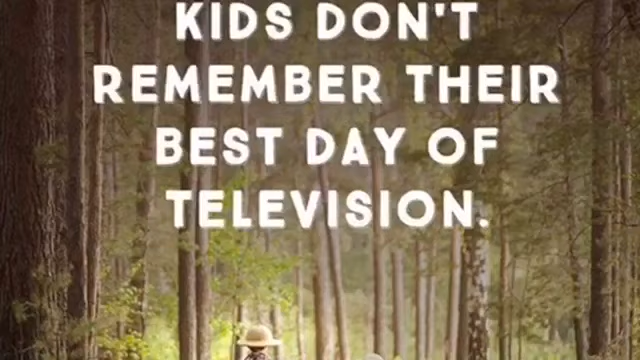 KIDS DON'T
REMEMBER THEIR
BEST DAY OF
TELEVISION.